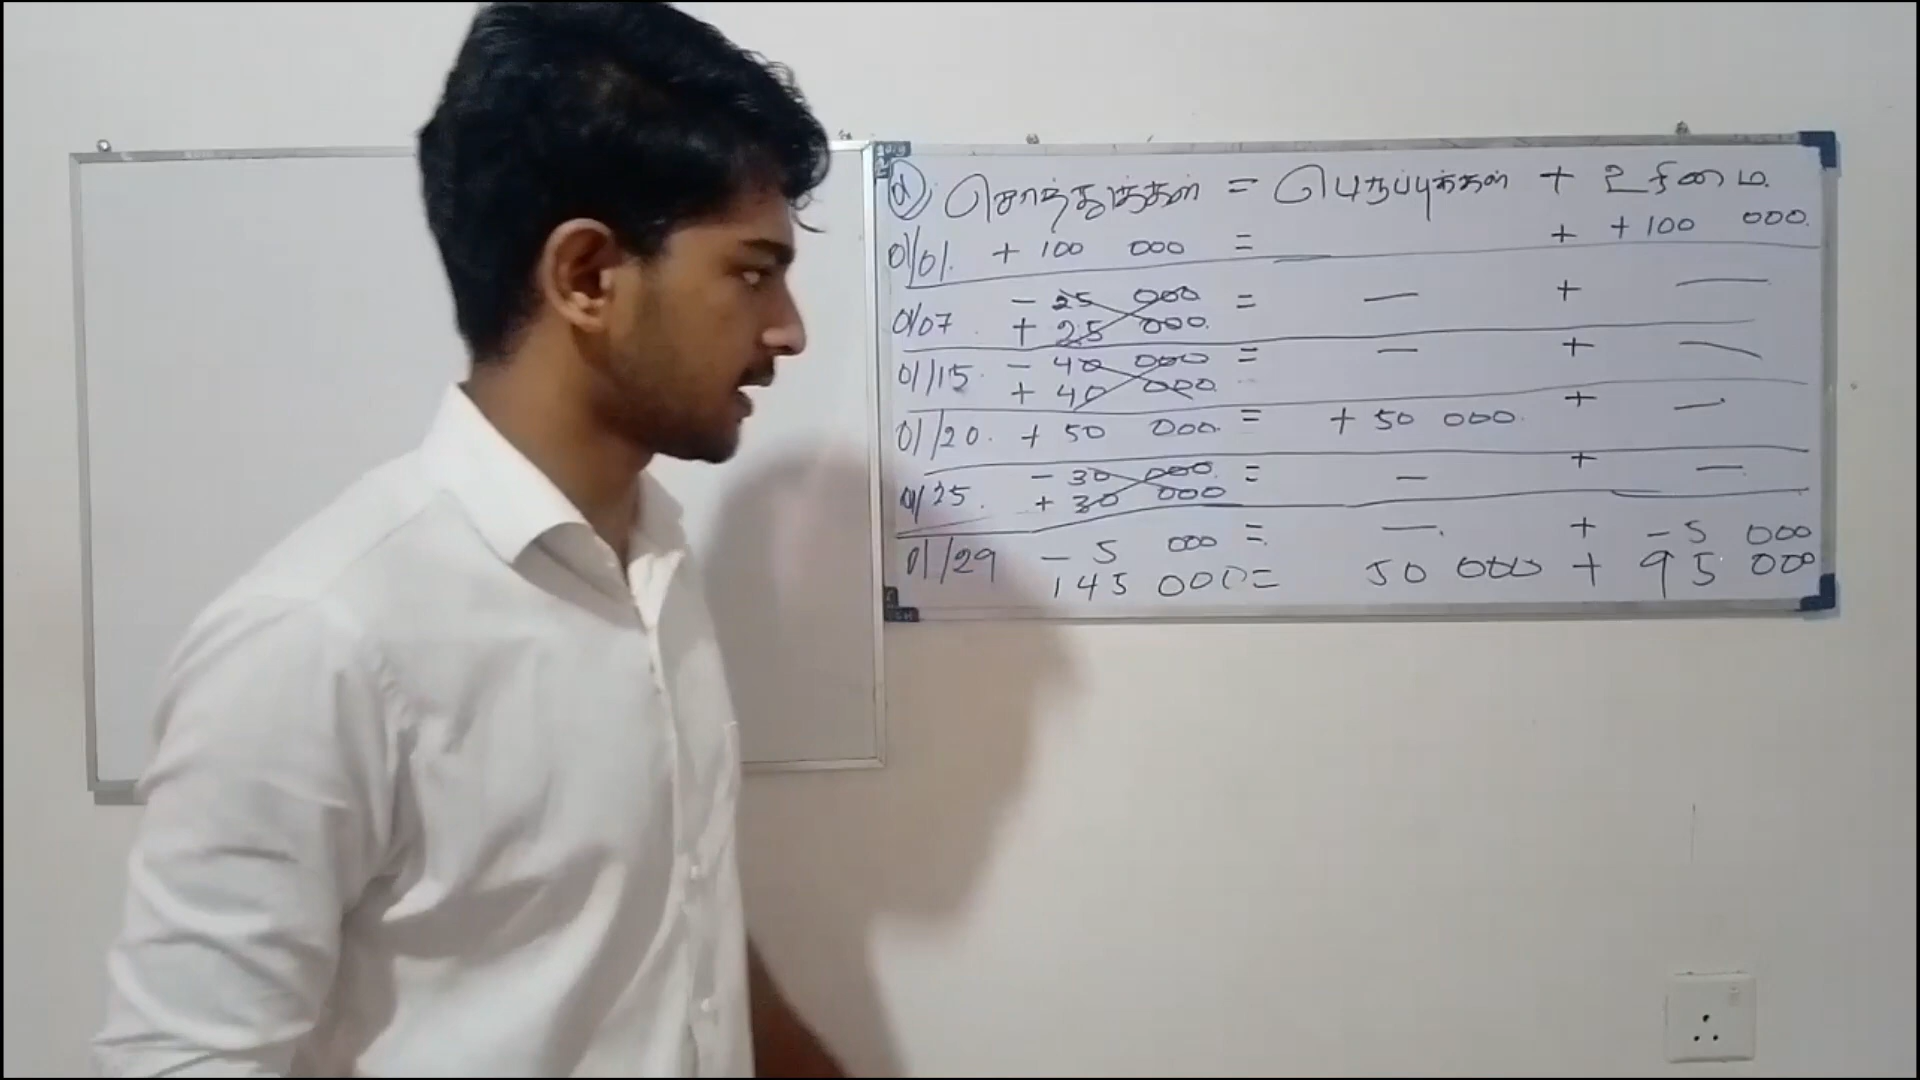 சொத்துக்கள் = பொறுப்புக்கள் + உரிமை.
01/01. + 100 000 = + +100 000.
01/07 - 25 000 = — + —
+ 25 000.
01/15. - 40 000 = — + —
+ 40 000.
01/20. + 50 000. = + 50 000. + —
01/25. - 30 000. = — + —
+ 30 000
01/29 - 5 000 = —. + - 5 000
145 000 = 50 000 + 95 000